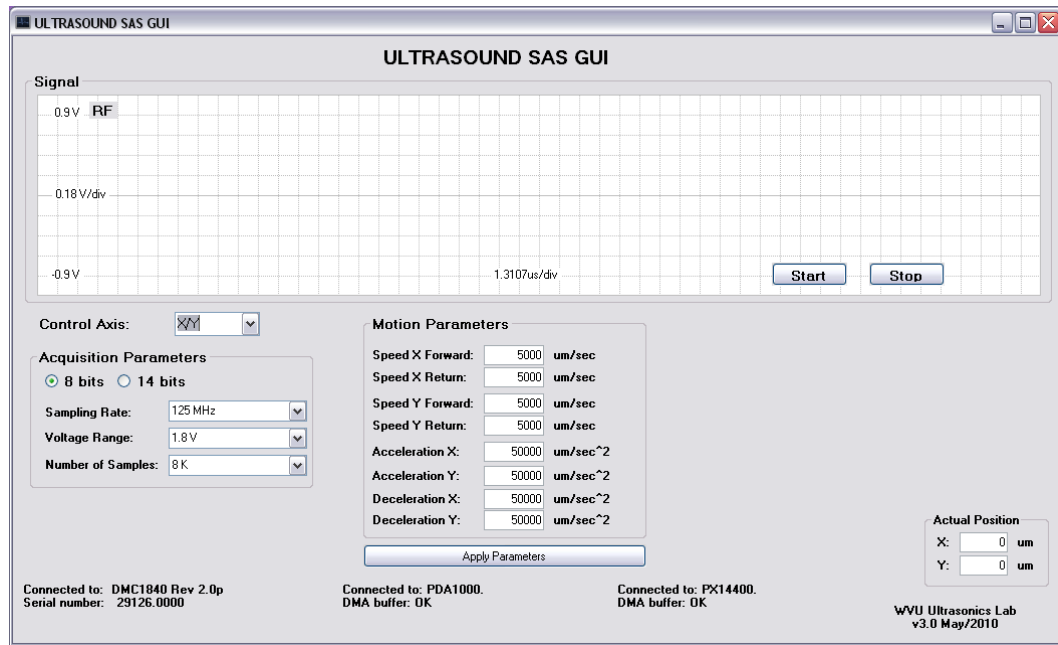 ULTRASOUND SAS GUI
ULTRASOUND SAS GUI
Signal
0.9 V RF
0.18 V/div
-0.9 V 1.3107us/div Start Stop
Control Axis: X/Y
Acquisition Parameters
8 bits 14 bits
Sampling Rate: 125 MHz
Voltage Range: 1.8 V
Number of Samples: 8 K
Motion Parameters
Speed X Forward: 5000 um/sec
Speed X Return: 5000 um/sec
Speed Y Forward: 5000 um/sec
Speed Y Return: 5000 um/sec
Acceleration X: 50000 um/sec^2
Acceleration Y: 50000 um/sec^2
Deceleration X: 50000 um/sec^2
Deceleration Y: 50000 um/sec^2
Apply Parameters
Actual Position
X: 0 um
Y: 0 um
Connected to: DMC1840 Rev 2.0p
Serial number: 29126.0000
Connected to: PDA1000.
DMA buffer: OK
Connected to: PX14400.
DMA buffer: OK
WVU Ultrasonics Lab
v3.0 May/2010